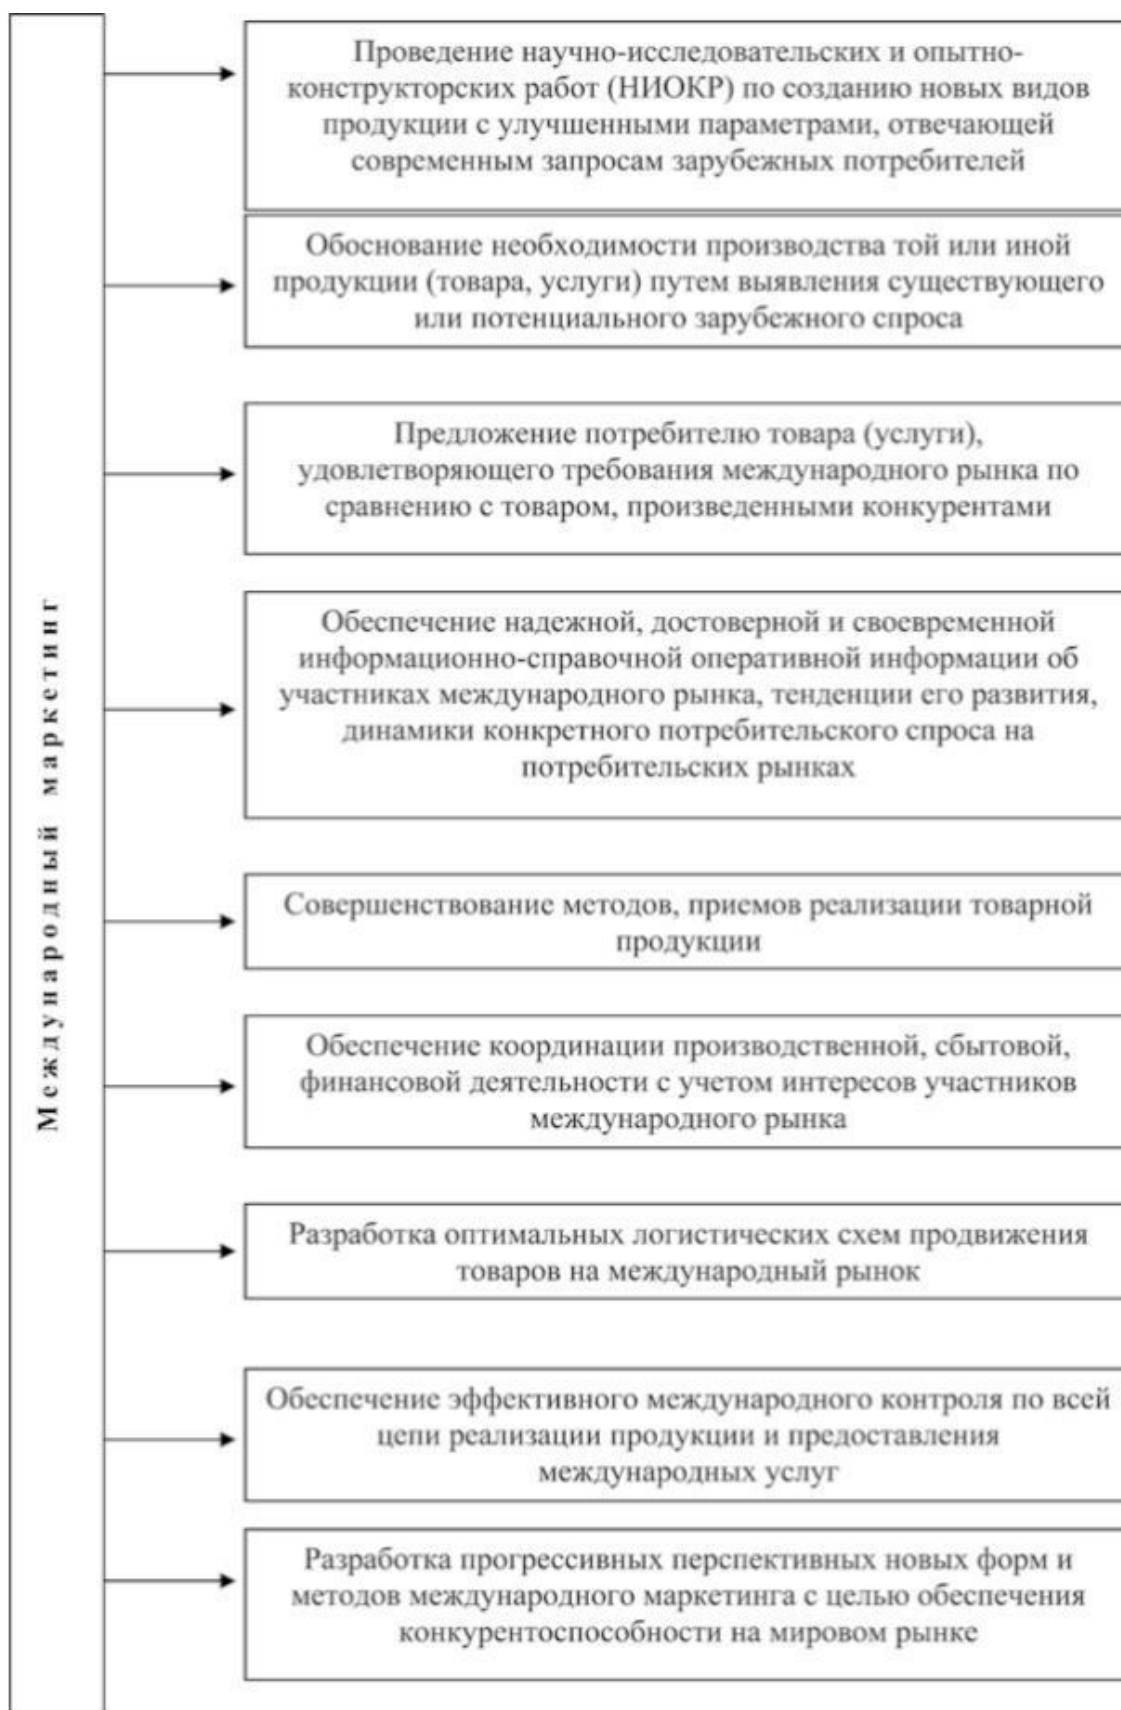 Международный маркетинг
Проведение научно-исследовательских и опытно-
конструкторских работ (НИОКР) по созданию новых видов
продукции с улучшенными параметрами, отвечающей
современным запросам зарубежных потребителей
Обоснование необходимости производства той или иной
продукции (товара, услуги) путем выявления существующего
или потенциального зарубежного спроса
Предложение потребителю товара (услуги),
удовлетворяющего требования международного рынка по
сравнению с товаром, произведенными конкурентами
Обеспечение надежной, достоверной и своевременной
информационно-справочной оперативной информации об
участниках международного рынка, тенденции его развития,
динамики конкретного потребительского спроса на
потребительских рынках
Совершенствование методов, приемов реализации товарной
продукции
Обеспечение координации производственной, сбытовой,
финансовой деятельности с учетом интересов участников
международного рынка
Разработка оптимальных логистических схем продвижения
товаров на международный рынок
Обеспечение эффективного международного контроля по всей
цепи реализации продукции и предоставления
международных услуг
Разработка прогрессивных перспективных новых форм и
методов международного маркетинга с целью обеспечения
конкурентоспособности на мировом рынке